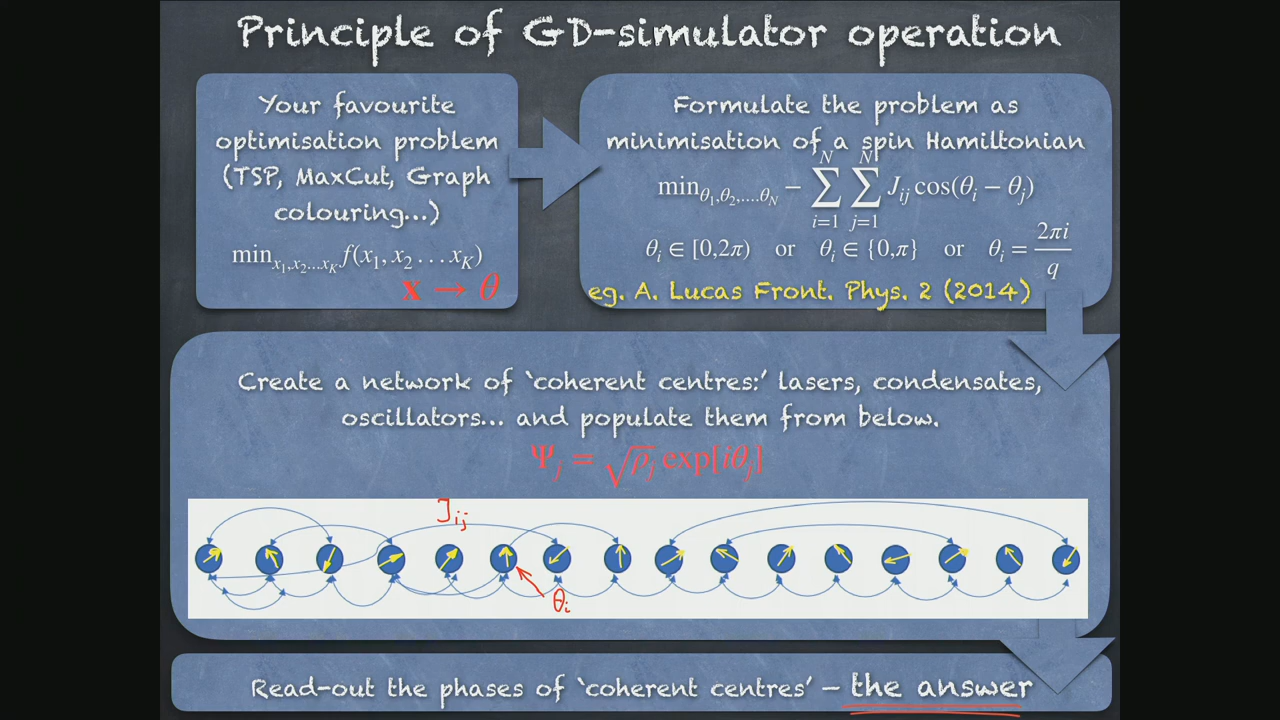 Principle of GD-simulator operation
Your favourite
optimisation problem
(TSP, MaxCut, Graph
colouring...)
min_{x_1,x_2...x_K} f(x_1, x_2 ... x_K)
x → θ
Formulate the problem as
minimisation of a spin Hamiltonian
min_{θ_1,θ_2,....θ_N} − ∑_{i=1}^{N} ∑_{j=1}^{N} J_{ij} cos(θ_i − θ_j)
θ_i ∈ [0,2π) or θ_i ∈ {0,π} or θ_i = \frac{2πi}{q}
eg. A. Lucas Front. Phys. 2 (2014)
Create a network of ‘coherent centres:’ lasers, condensates,
oscillators... and populate them from below.
Ψ_j = √ρ_j exp[iθ_j]
J_{ij}
θ_i
Read-out the phases of ‘coherent centres’ – the answer